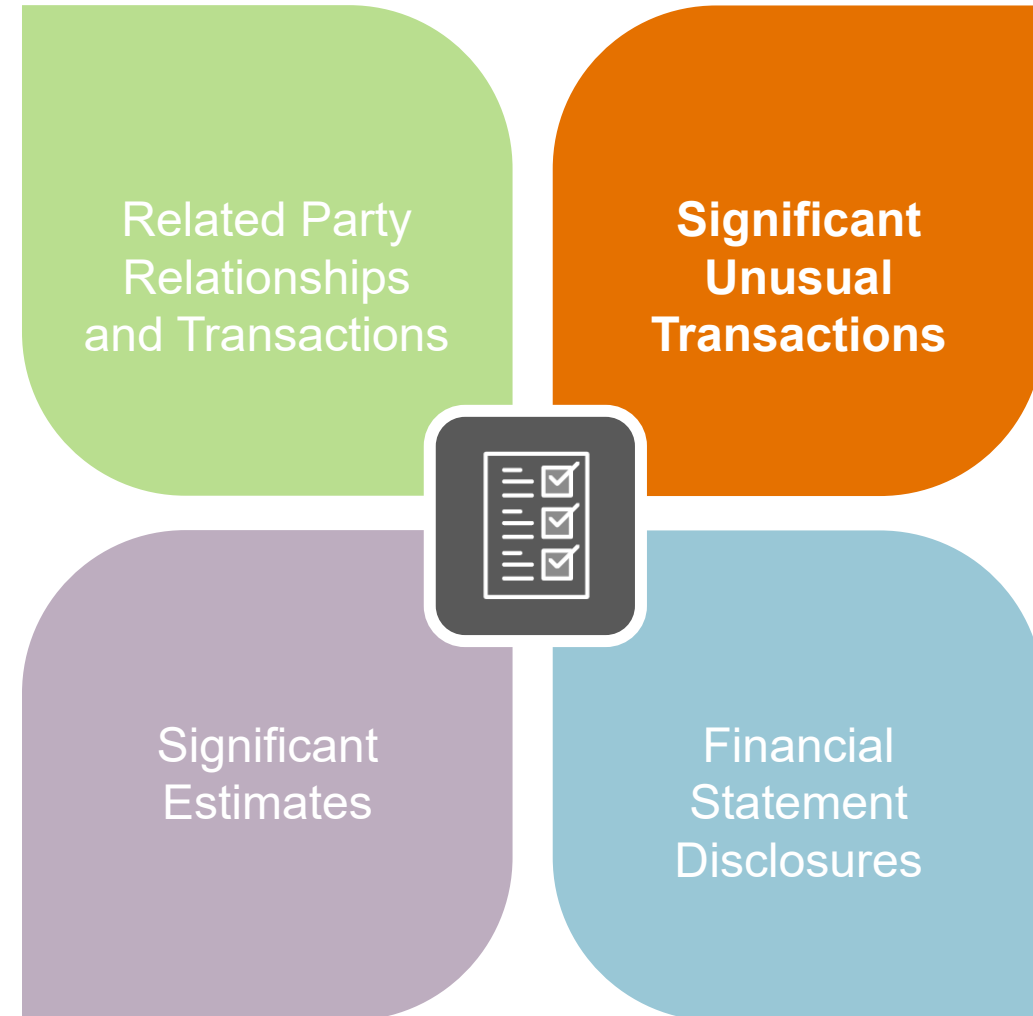 Related Party
Relationships
and Transactions
Significant
Unusual
Transactions
Significant
Estimates
Financial
Statement
Disclosures